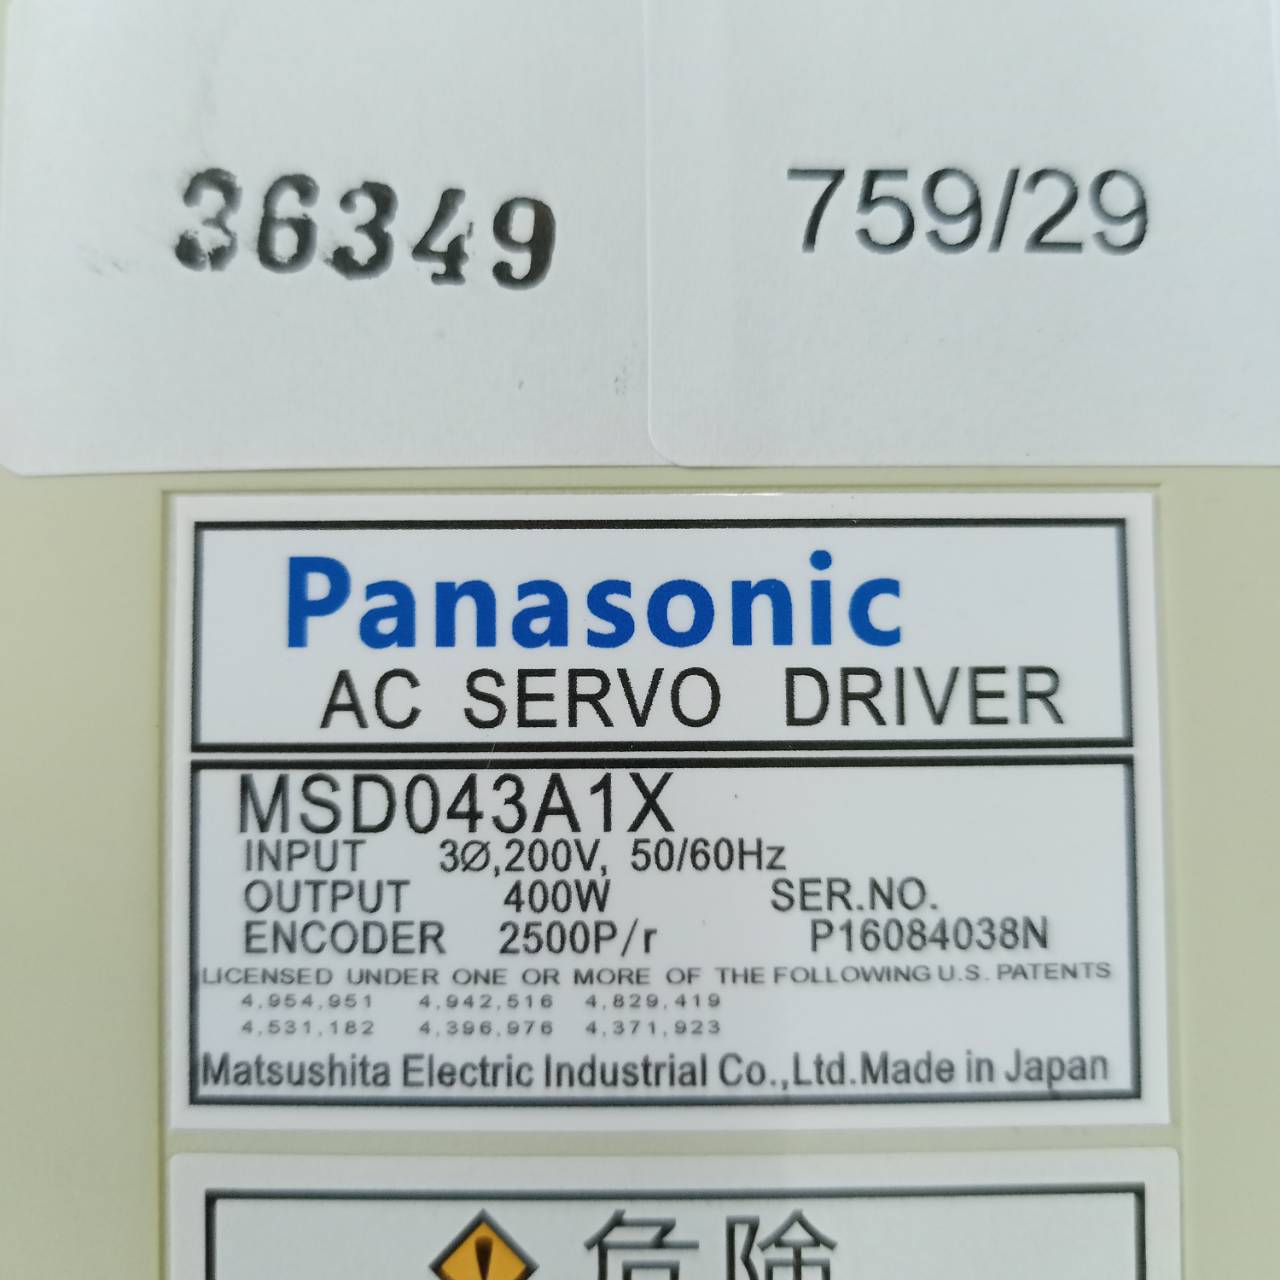 36349
759/29
Panasonic
AC SERVO DRIVER
MSD043A1X
INPUT 3Ø,200V, 50/60Hz
OUTPUT 400W SER.NO.
ENCODER 2500P/r P16084038N
LICENSED UNDER ONE OR MORE OF THE FOLLOWING U.S. PATENTS
4,954,951 4,942,516 4,829,419
4,531,182 4,396,976 4,371,923
Matsushita Electric Industrial Co.,Ltd.Made in Japan
危険